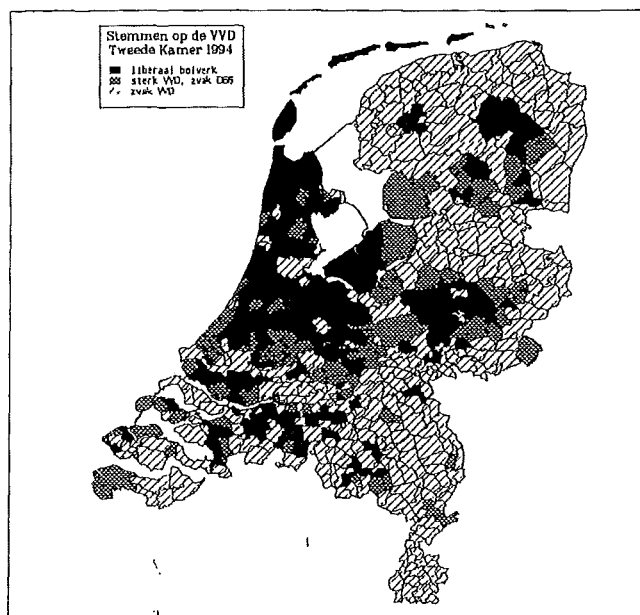 Stemmen op de VVD
Tweede Kamer 1994
liberaal bolwerk
sterk VVD, zwak D66
zwak VVD